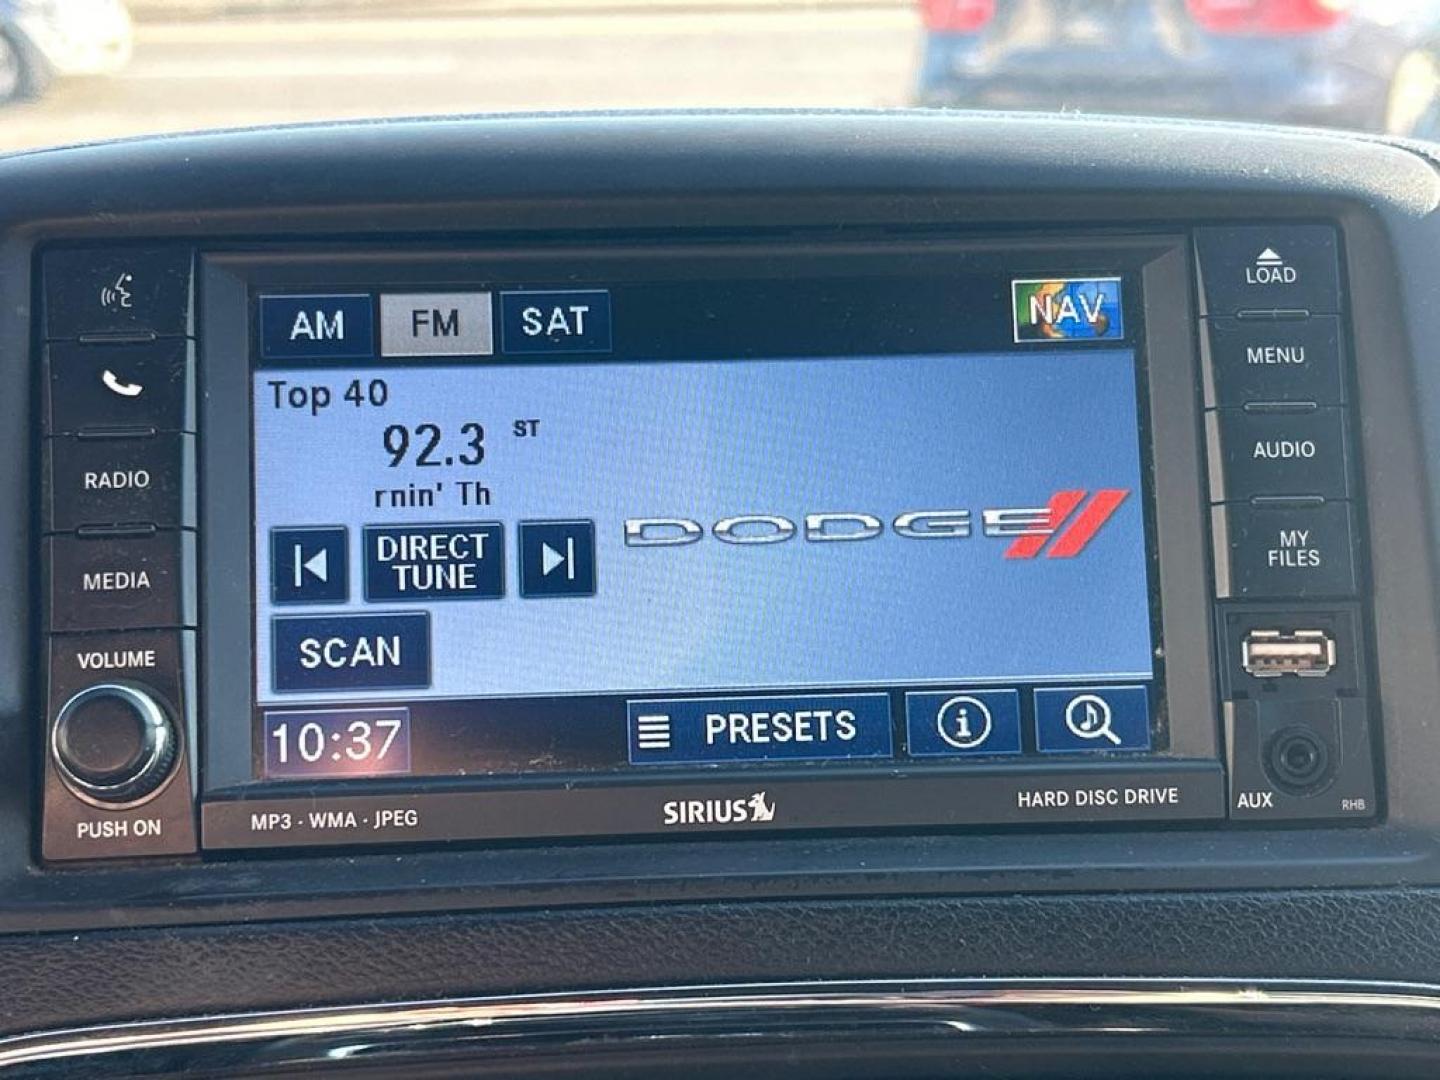 AM FM SAT NAV
Top 40
92.3 ST
rnin' Th
DIRECT
TUNE
SCAN
DODGE
10:37 PRESETS i
RADIO
MEDIA
VOLUME
PUSH ON
LOAD
MENU
AUDIO
MY
FILES
AUX RHB
MP3 · WMA · JPEG SIRIUS HARD DISC DRIVE